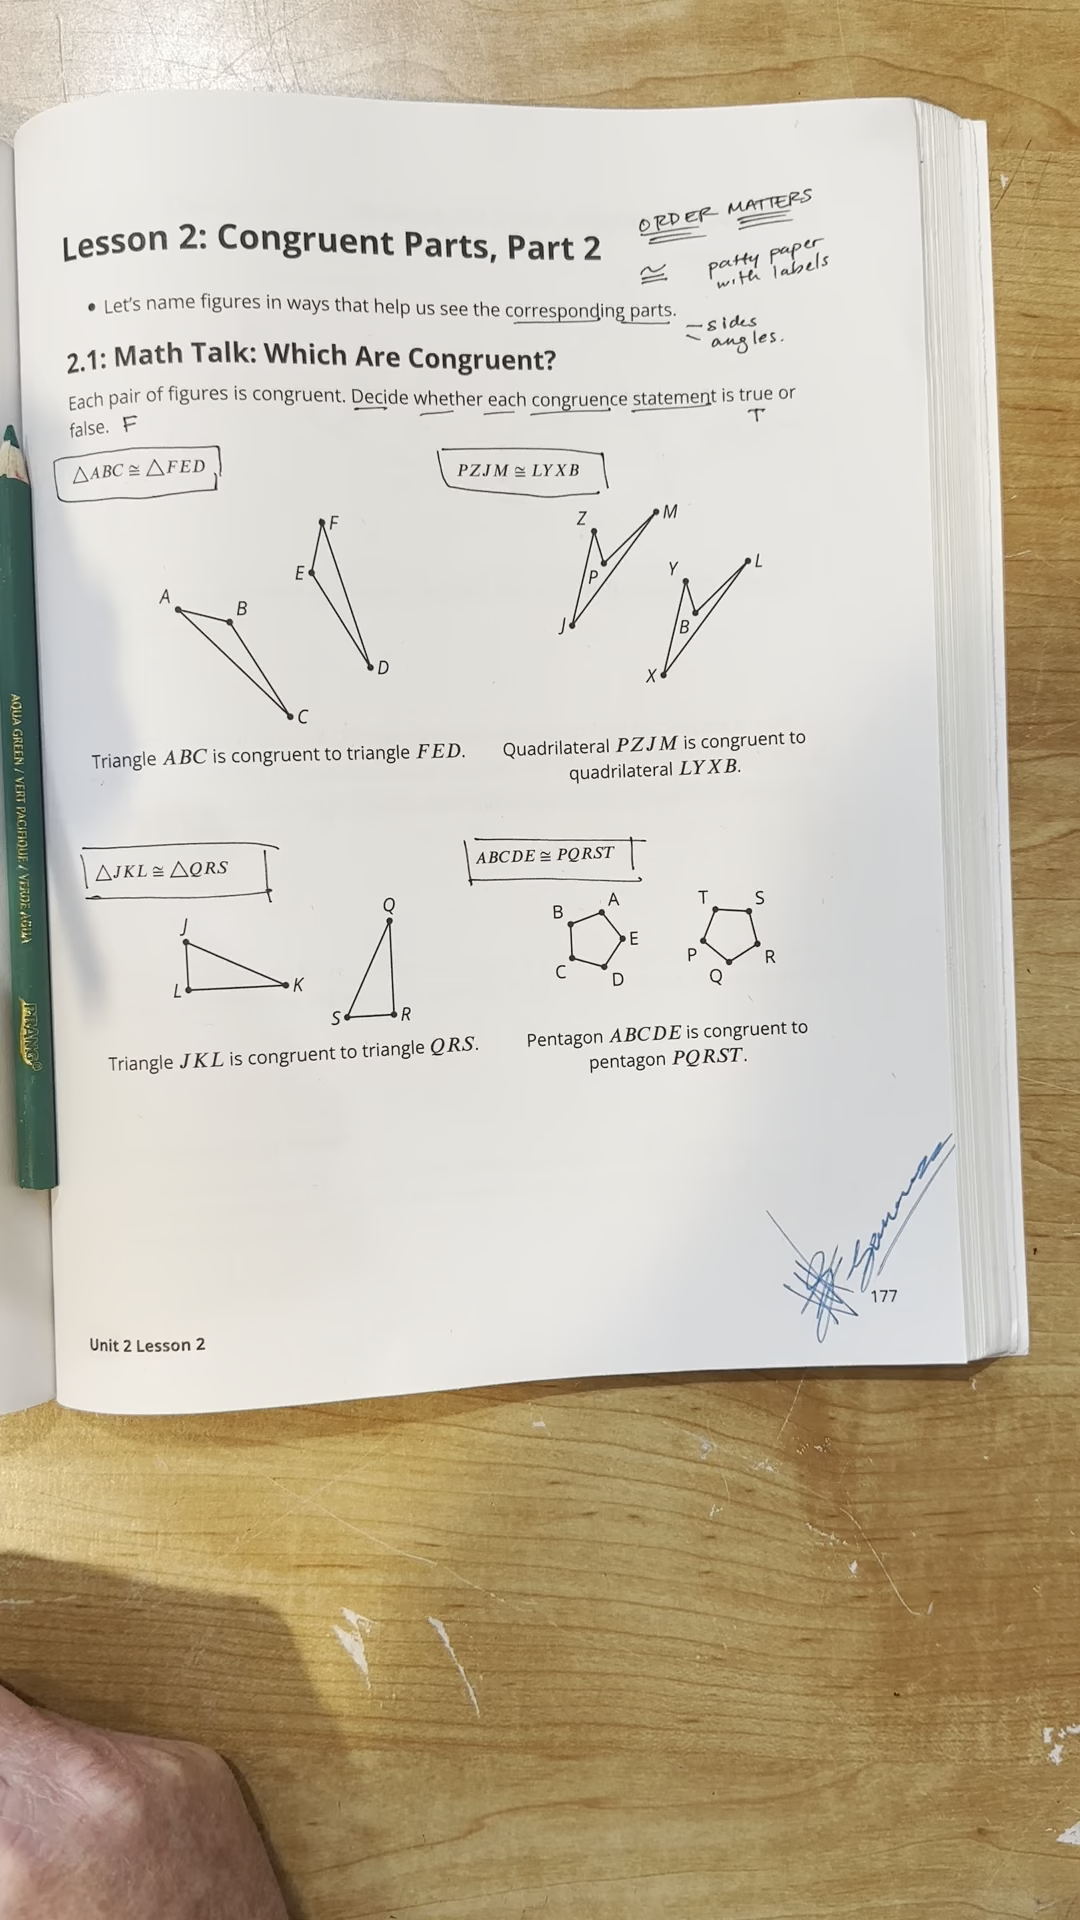 Lesson 2: Congruent Parts, Part 2
ORDER MATTERS
≅ patty paper
with labels
• Let's name figures in ways that help us see the corresponding parts.
– sides
– angles.
2.1: Math Talk: Which Are Congruent?
Each pair of figures is congruent. Decide whether each congruence statement is true or
T
false. F
△ABC ≅ △FED
PZJM ≅ LYXB
F
E
A
B
D
C
Z
M
P
J
Y
L
B
X
Triangle ABC is congruent to triangle FED.
Quadrilateral PZJM is congruent to
quadrilateral LYXB.
△JKL ≅ △QRS
ABCDE ≅ PQRST
J
L
K
Q
S
R
B
A
E
C
D
T
S
P
R
Q
Triangle JKL is congruent to triangle QRS.
Pentagon ABCDE is congruent to
pentagon PQRST.
177
Unit 2 Lesson 2
AQUA GREEN / VERT PACIFIQUE / VERDE AGUA
PRANG